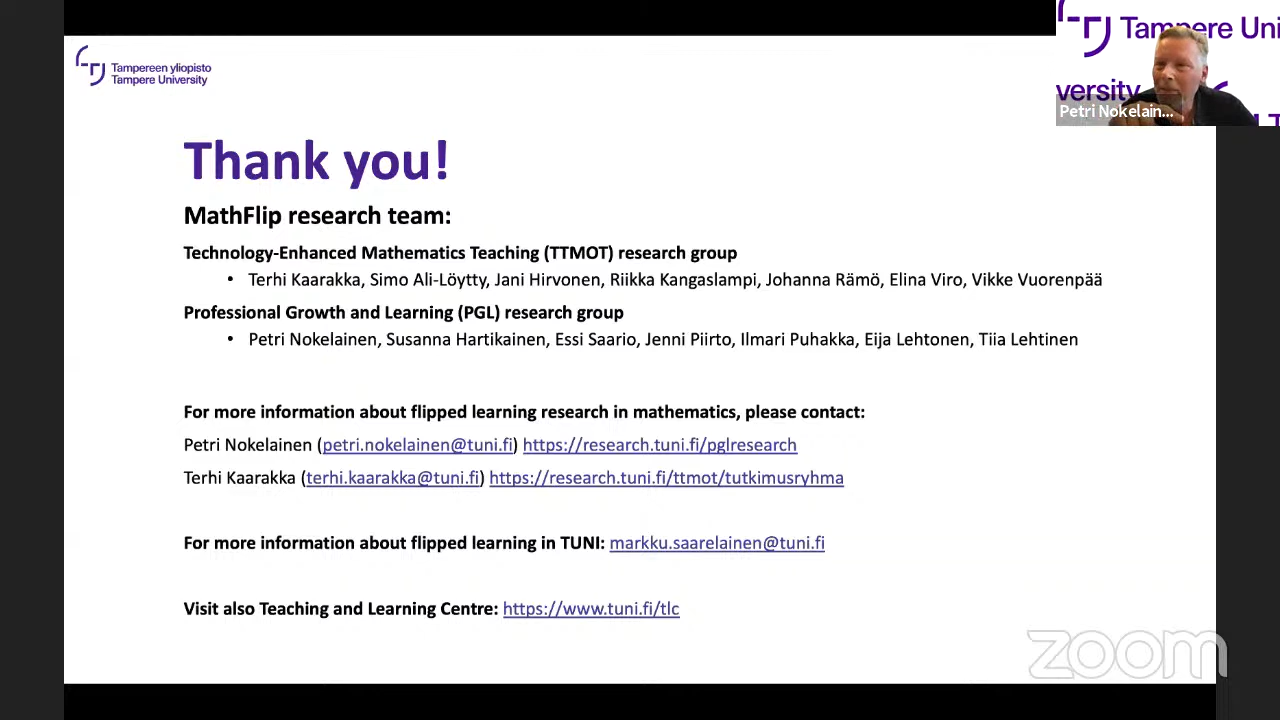 Tampereen yliopisto
Tampere University
Tampere Uni
versity
Petri Nokelain...
Thank you!
MathFlip research team:
Technology-Enhanced Mathematics Teaching (TTMOT) research group
• Terhi Kaarakka, Simo Ali-Löytty, Jani Hirvonen, Riikka Kangaslampi, Johanna Rämö, Elina Viro, Vikke Vuorenpää
Professional Growth and Learning (PGL) research group
• Petri Nokelainen, Susanna Hartikainen, Essi Saario, Jenni Piirto, Ilmari Puhakka, Eija Lehtonen, Tiia Lehtinen
For more information about flipped learning research in mathematics, please contact:
Petri Nokelainen (petri.nokelainen@tuni.fi) https://research.tuni.fi/pglresearch
Terhi Kaarakka (terhi.kaarakka@tuni.fi) https://research.tuni.fi/ttmot/tutkimusryhma
For more information about flipped learning in TUNI: markku.saarelainen@tuni.fi
Visit also Teaching and Learning Centre: https://www.tuni.fi/tlc
zoom